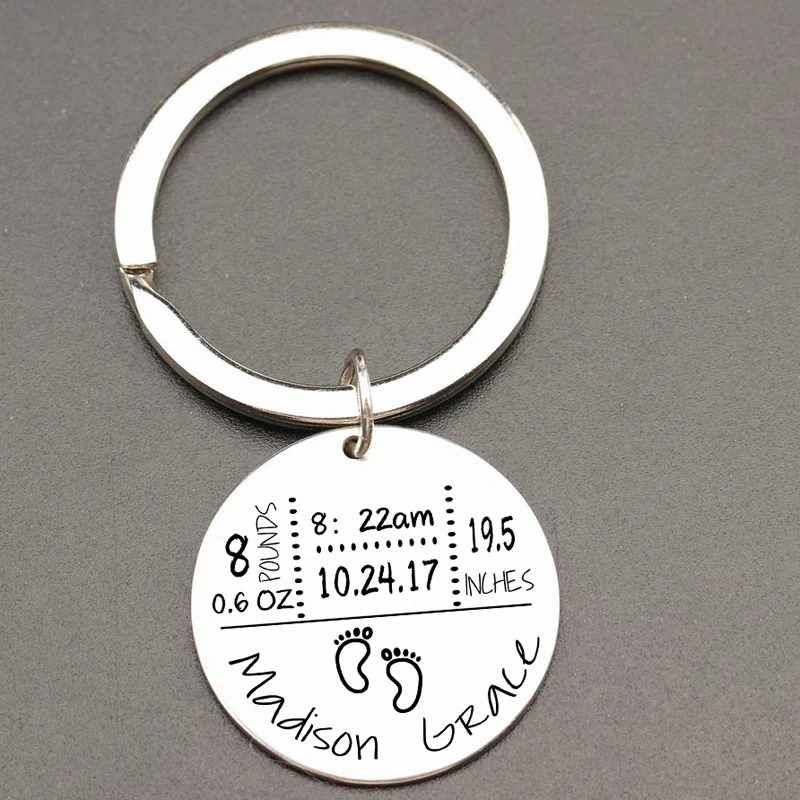 8 POUNDS
0.6 OZ
8: 22am
10.24.17
19.5
INCHES
Madison Grace